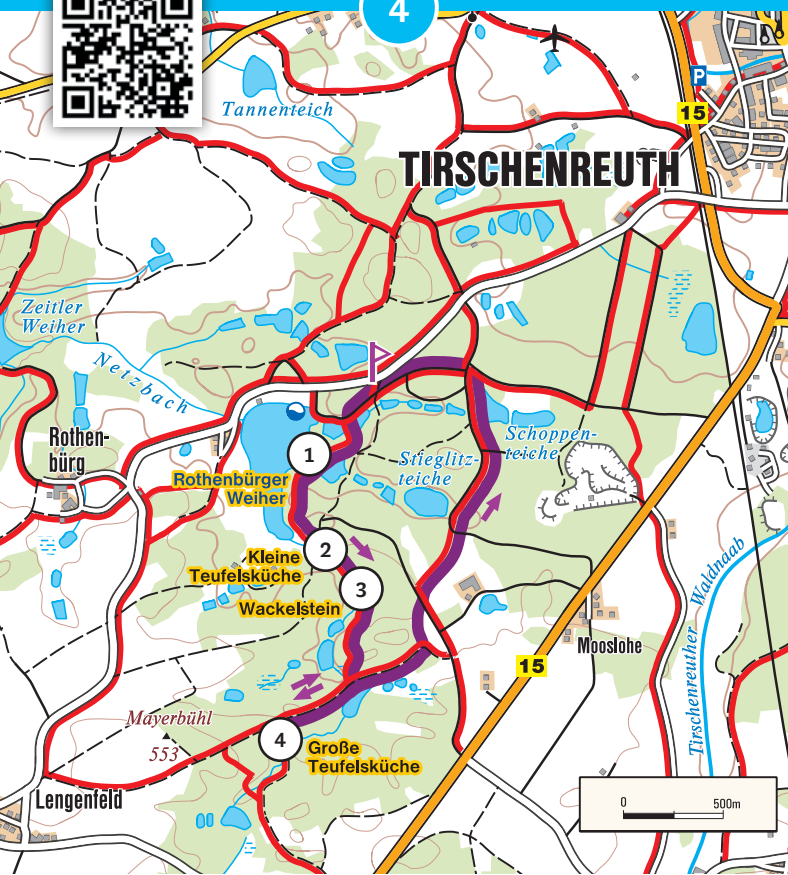 4
Tannenteich
P
15
TIRSCHENREUTH
Zeitler
Weiher
Netzbach
Rothen-
bürg
1
Rothenbürger
Weiher
Stieglitz-
teiche
Schoppen-
teiche
2
Kleine
Teufelsküche
3
Wackelstein
Mooslohe
Tirschenreuther Waldnaab
15
Mayerbühl
553
4
Große
Teufelsküche
Lengenfeld
0 500m